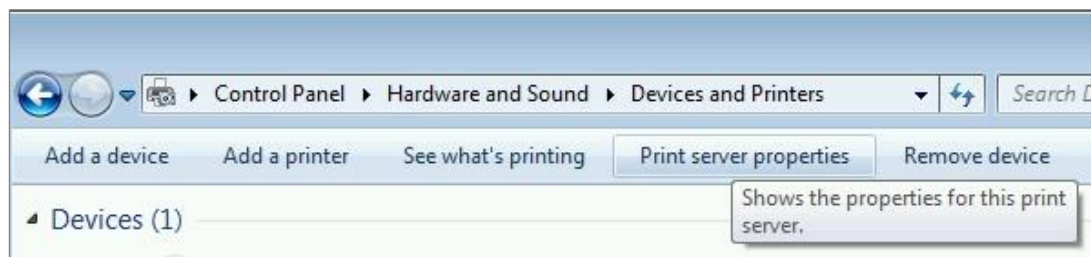 Control Panel Hardware and Sound Devices and Printers Search
Add a device Add a printer See what's printing Print server properties Remove device
Shows the properties for this print
server.
Devices (1)